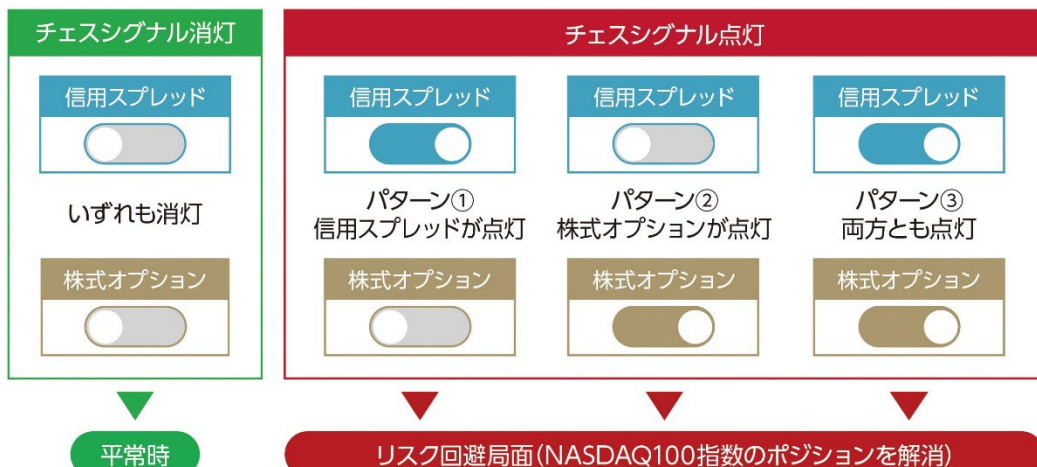 チェスシグナル消灯
信用スプレッド
いずれも消灯
株式オプション
平常時
チェスシグナル点灯
信用スプレッド
パターン①
信用スプレッドが点灯
株式オプション
信用スプレッド
パターン②
株式オプションが点灯
株式オプション
信用スプレッド
パターン③
両方とも点灯
株式オプション
リスク回避局面(NASDAQ100指数のポジションを解消)